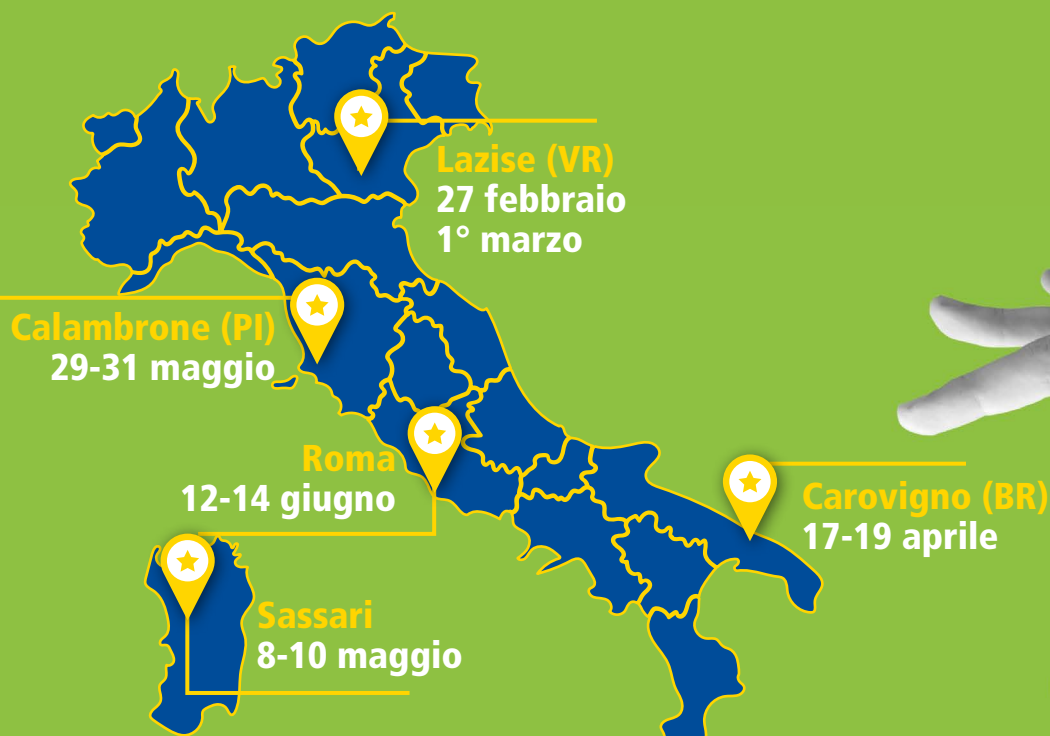 Lazise (VR)
27 febbraio
1° marzo
Calambrone (PI)
29-31 maggio
Roma
12-14 giugno
Carovigno (BR)
17-19 aprile
Sassari
8-10 maggio